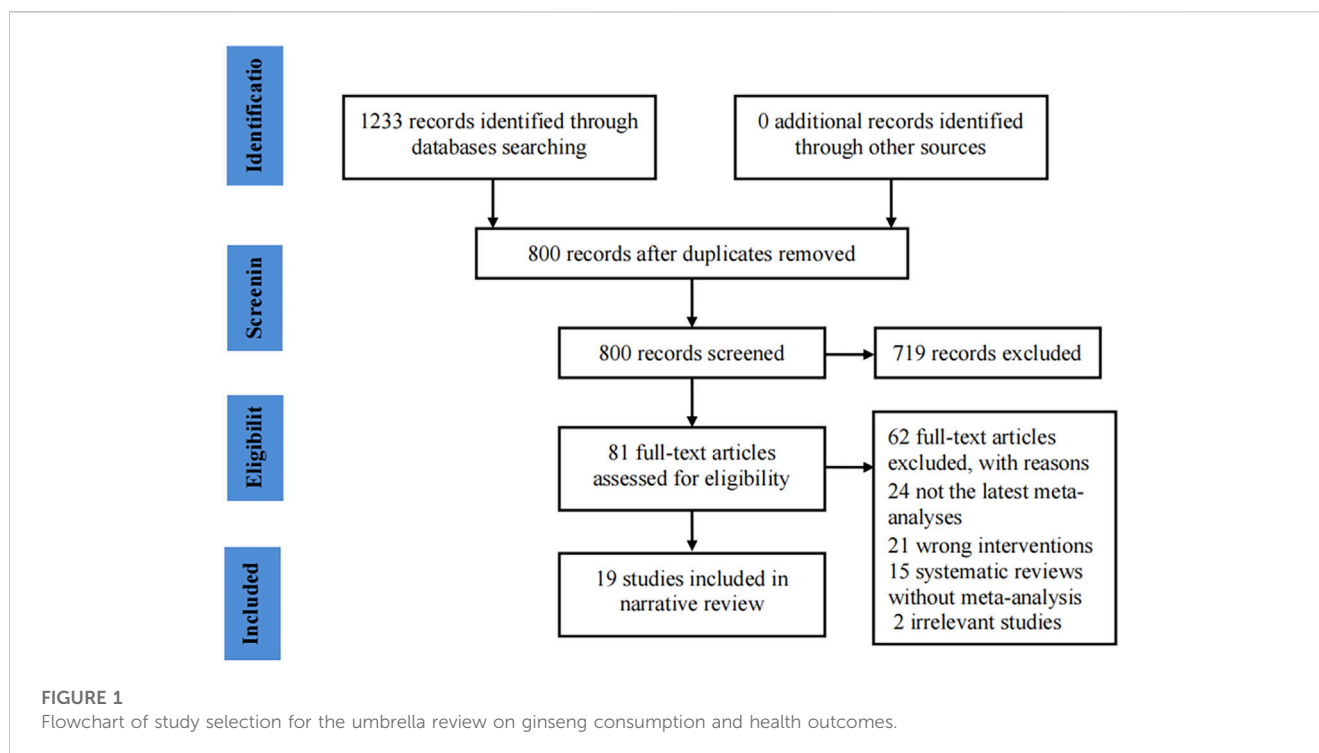 Identificatio
1233 records identified through
databases searching
0 additional records identified
through other sources
800 records after duplicates removed
Screenin
800 records screened
719 records excluded
Eligibilit
81 full-text articles
assessed for eligibility
62 full-text articles
excluded, with reasons
24 not the latest meta-
analyses
21 wrong interventions
15 systematic reviews
without meta-analysis
2 irrelevant studies
Included
19 studies included in
narrative review
FIGURE 1
Flowchart of study selection for the umbrella review on ginseng consumption and health outcomes.